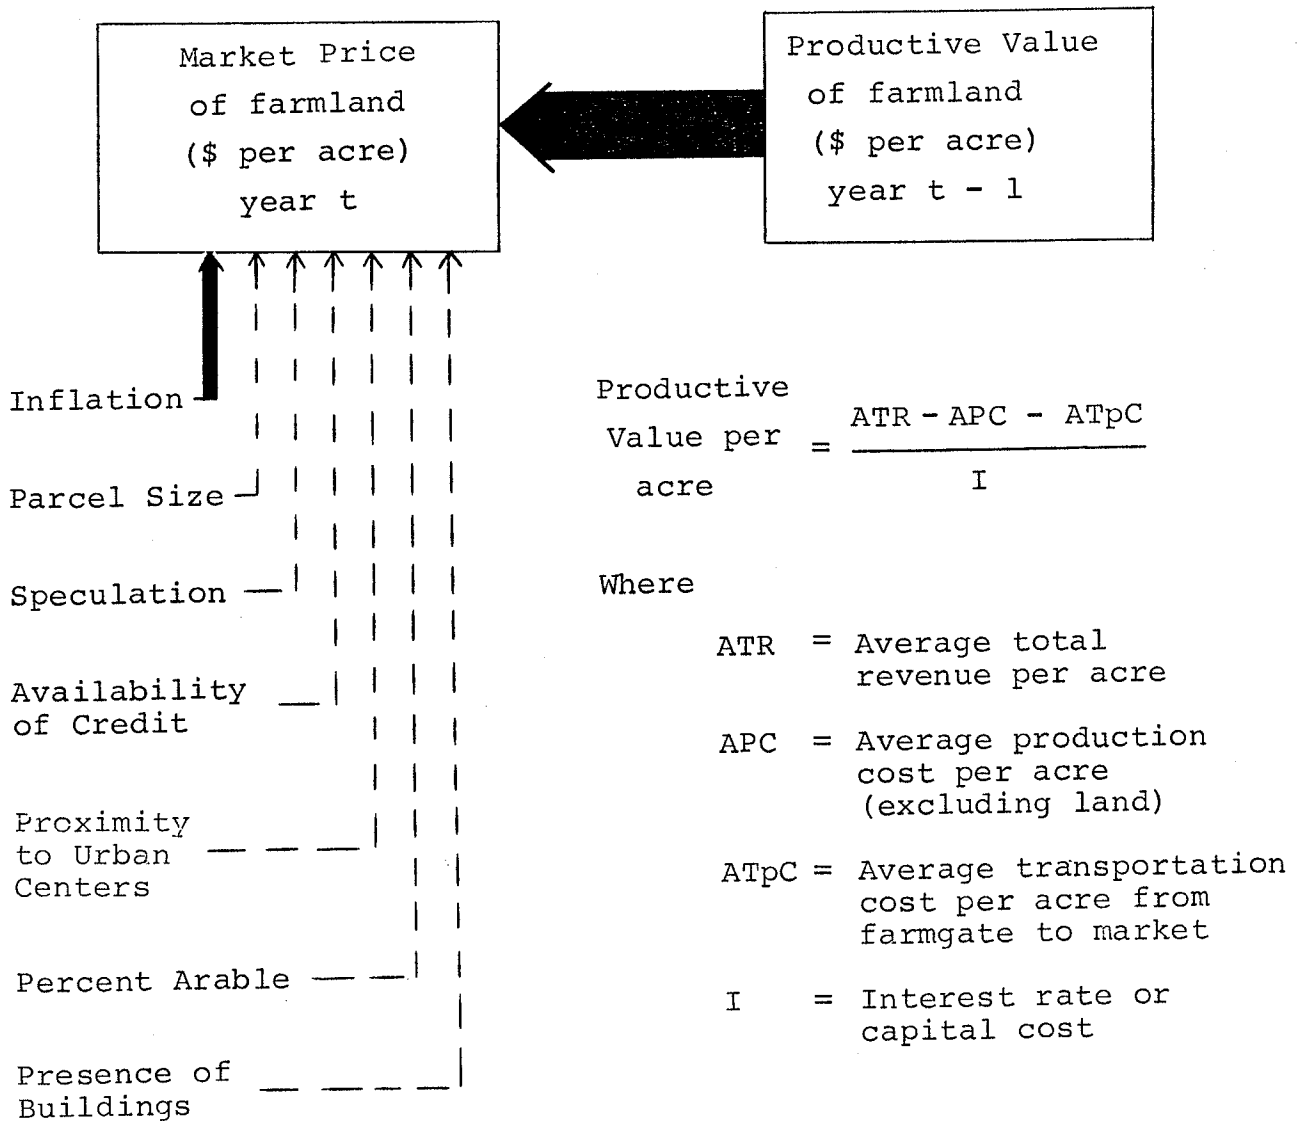 Market Price
of farmland
($ per acre)
year t
Productive Value
of farmland
($ per acre)
year t - 1
Inflation
Parcel Size
Speculation
Availability
of Credit
Proximity
to Urban
Centers
Percent Arable
Presence of
Buildings
Productive
Value per
acre
=
ATR - APC - ATpC
I
Where
ATR = Average total
revenue per acre
APC = Average production
cost per acre
(excluding land)
ATpC = Average transportation
cost per acre from
farmgate to market
I = Interest rate or
capital cost